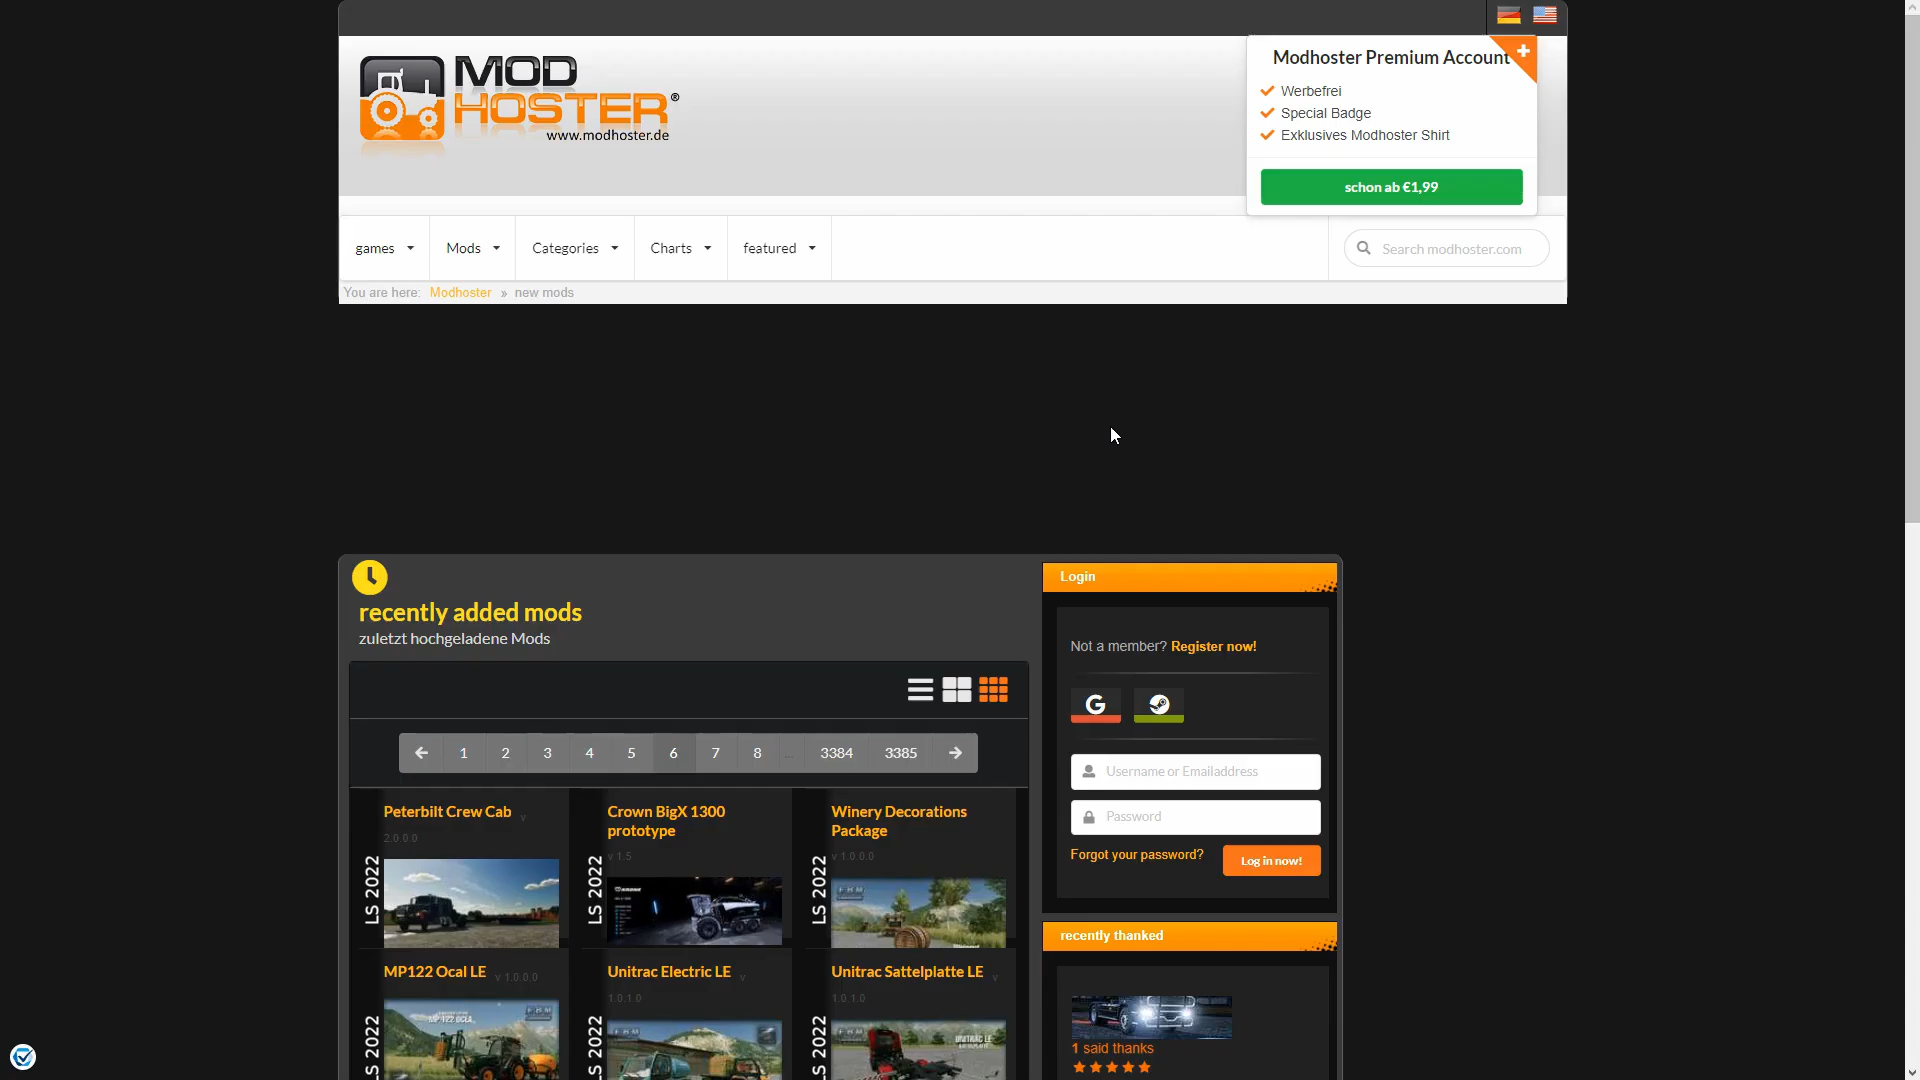 MOD
HOSTER®
www.modhoster.de
Modhoster Premium Account
Werbefrei
Special Badge
Exklusives Modhoster Shirt
schon ab €1,99
games
Mods
Categories
Charts
featured
Search modhoster.com
You are here: Modhoster » new mods
recently added mods
zuletzt hochgeladene Mods
1 2 3 4 5 6 7 8 ... 3384 3385
Peterbilt Crew Cab v
2.0.0.0
LS 2022
Crown BigX 1300
prototype
v 1.5
LS 2022
Winery Decorations
Package
v 1.0.0.0
LS 2022
MP122 Ocal LE v 1.0.0.0
LS 2022
Unitrac Electric LE v
1.0.1.0
LS 2022
Unitrac Sattelplatte LE v
1.0 1.0
LS 2022
UNITRAC LE
Login
Not a member? Register now!
G
Username or Emailaddress
Password
Forgot your password?
Log in now!
recently thanked
1 said thanks